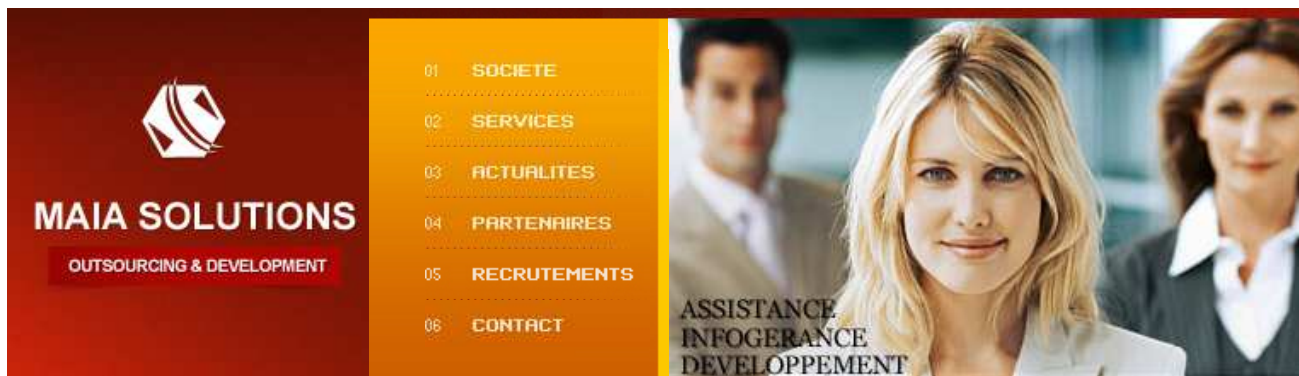 MAIA SOLUTIONS
OUTSOURCING & DEVELOPMENT
01 SOCIETE
02 SERVICES
03 ACTUALITES
04 PARTENAIRES
05 RECRUTEMENTS
06 CONTACT
ASSISTANCE
INFOGERANCE
DEVELOPPEMENT